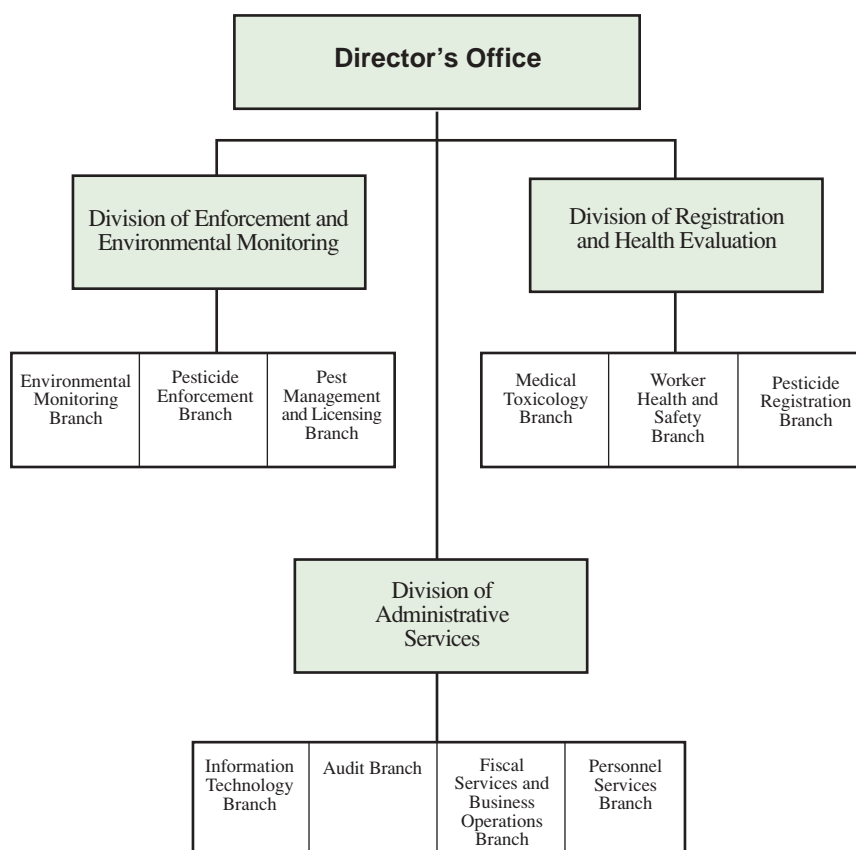 Director's Office
Division of Enforcement and
Environmental Monitoring
Division of Registration
and Health Evaluation
Environmental
Monitoring
Branch
Pesticide
Enforcement
Branch
Pest
Management
and Licensing
Branch
Medical
Toxicology
Branch
Worker
Health and
Safety
Branch
Pesticide
Registration
Branch
Division of
Administrative
Services
Information
Technology
Branch
Audit Branch
Fiscal
Services and
Business
Operations
Branch
Personnel
Services
Branch